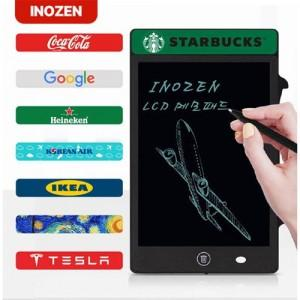 INOZEN
Coca-Cola
Google
Heineken
KOREAN AIR
IKEA
TESLA
STARBUCKS
INOZEN
LCD 메모패드